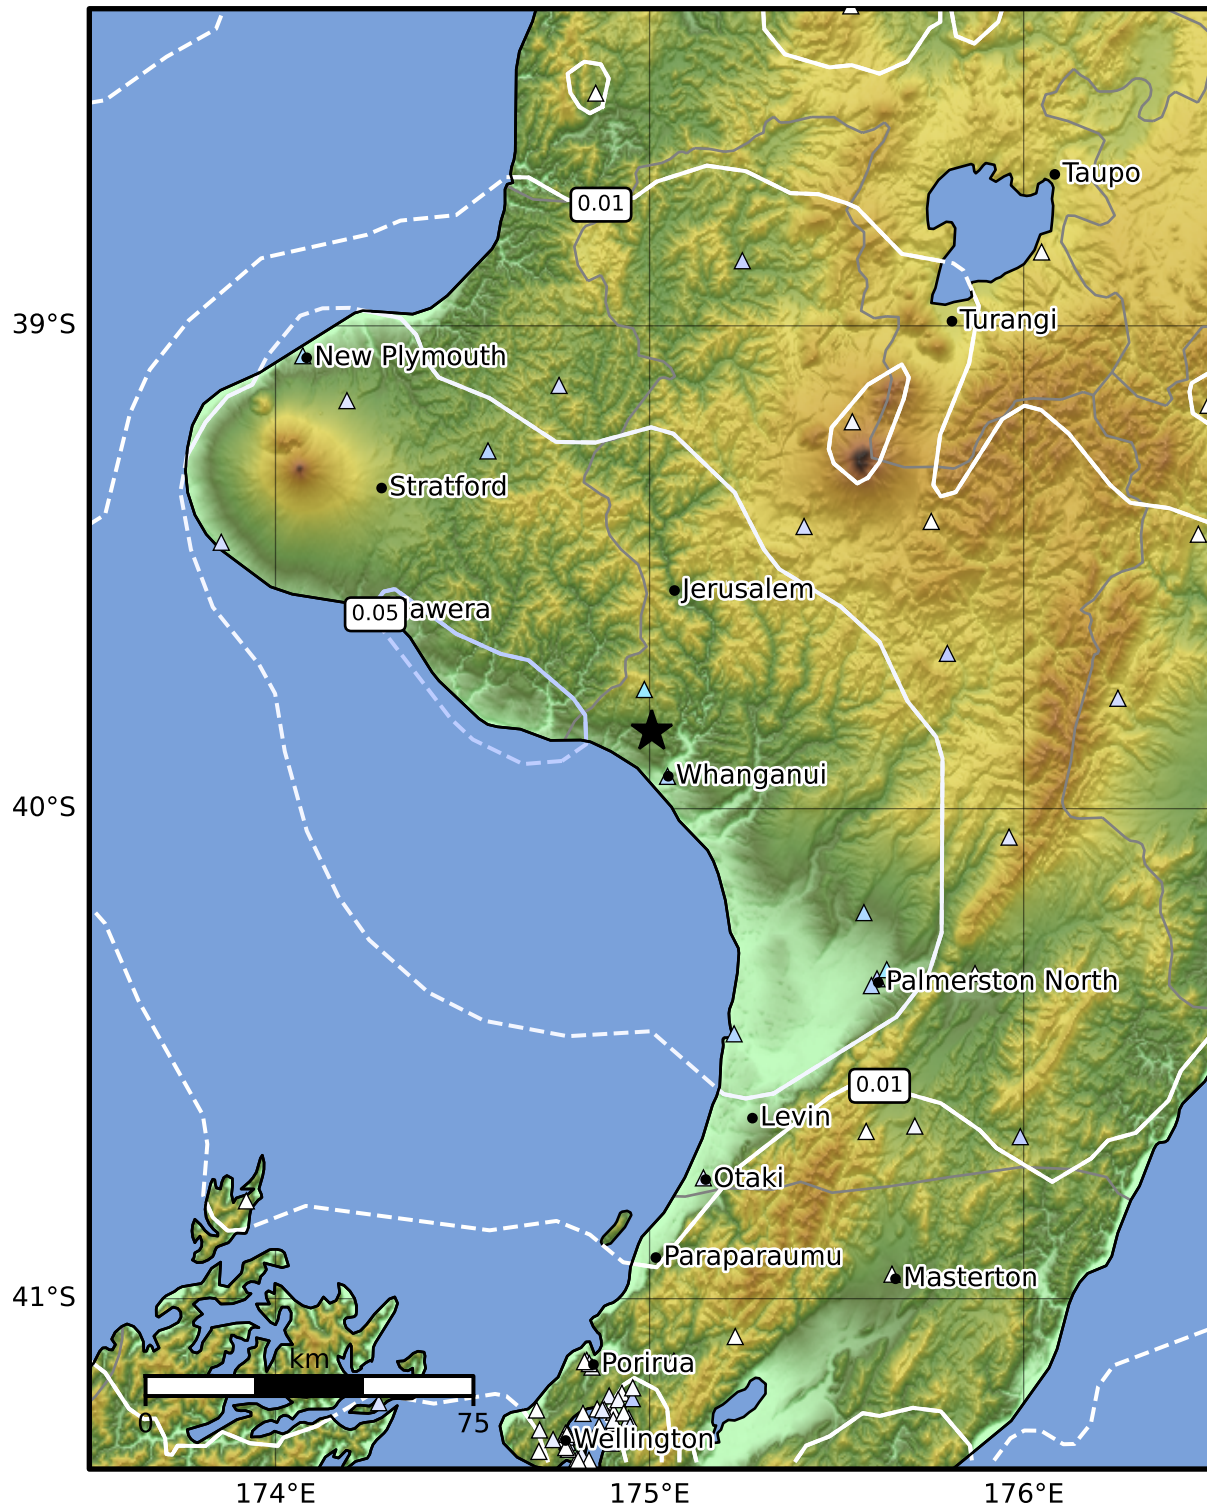 0.01
Taupo
39°S
Turangi
New Plymouth
Stratford
Jerusalem
0.05
awera
Whanganui
40°S
Palmerston North
0.01
Levin
Otaki
Paraparaumu
Masterton
41°S
km
Porirua
0
75
Wellington
174°E
175°E
176°E